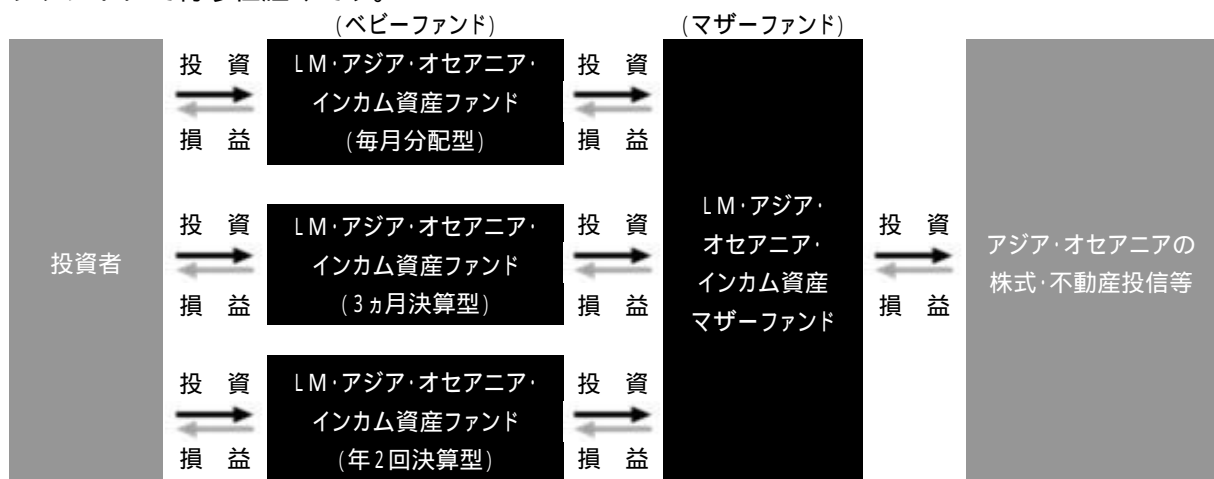 (ベビーファンド)
(マザーファンド)
投資者
投 資
損 益
LM・アジア・オセアニア・
インカム資産ファンド
(毎月分配型)
投 資
損 益
投 資
損 益
LM・アジア・オセアニア・
インカム資産ファンド
(3ヵ月決算型)
投 資
損 益
投 資
損 益
LM・アジア・オセアニア・
インカム資産ファンド
(年2回決算型)
投 資
損 益
LM・アジア・
オセアニア・
インカム資産
マザーファンド
投 資
損 益
アジア・オセアニアの
株式・不動産投信等